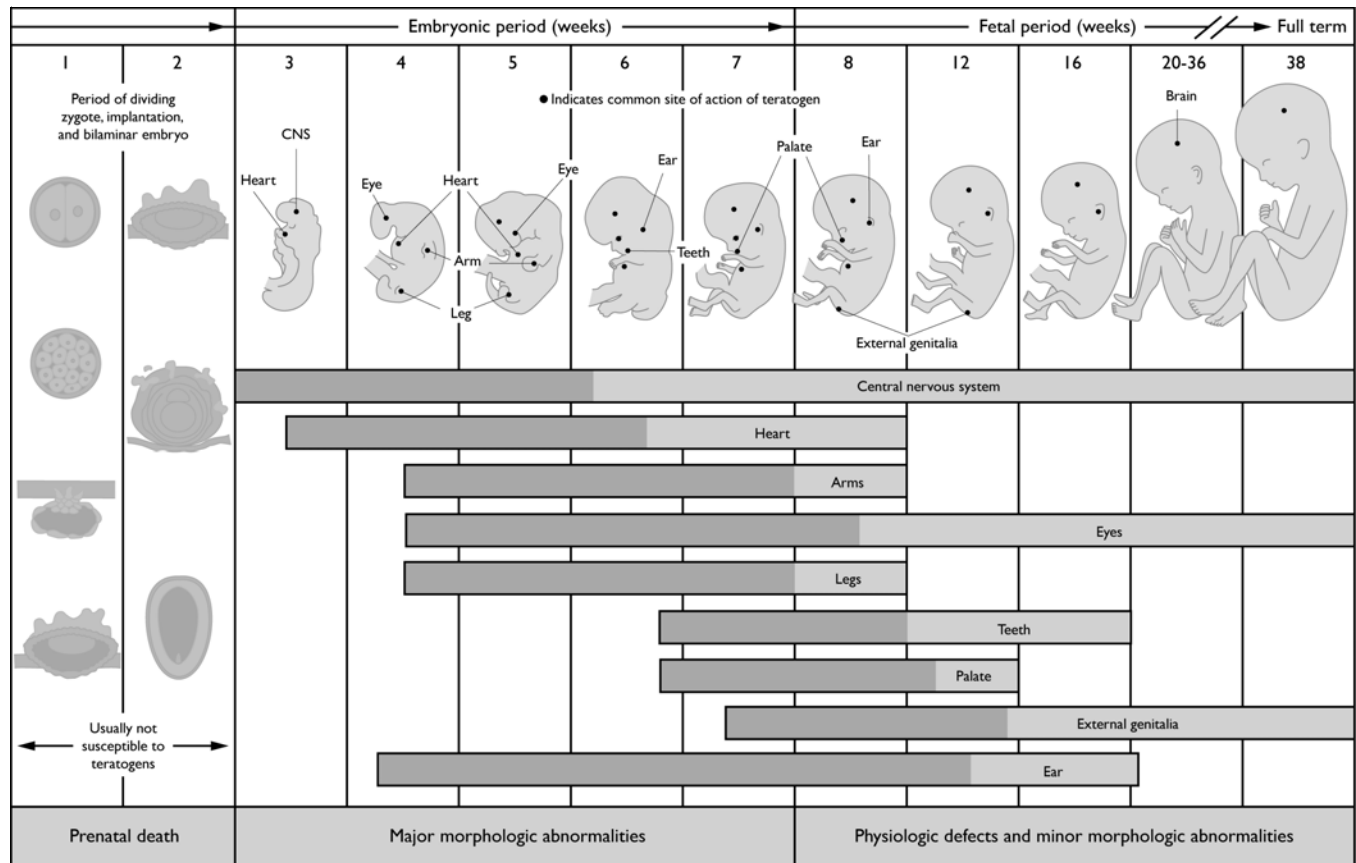 Embryonic period (weeks)
Fetal period (weeks)
Full term
1
2
3
4
5
6
7
8
12
16
20-36
38
Period of dividing
zygote, implantation,
and bilaminar embryo
Indicates common site of action of teratogen
CNS
Heart
Eye
Heart
Eye
Arm
Leg
Ear
Teeth
Palate
Ear
External genitalia
Brain
Central nervous system
Heart
Arms
Eyes
Legs
Teeth
Palate
External genitalia
Ear
Usually not
susceptible to
teratogens
Prenatal death
Major morphologic abnormalities
Physiologic defects and minor morphologic abnormalities